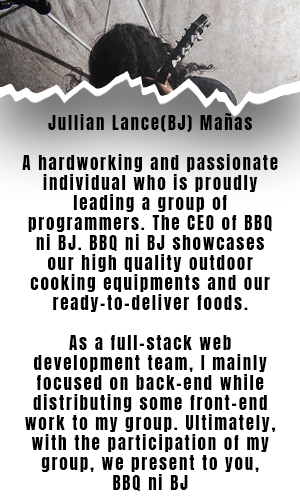 Jullian Lance(BJ) Mañas
A hardworking and passionate
individual who is proudly
leading a group of
programmers. The CEO of BBQ
ni BJ. BBQ ni BJ showcases
our high quality outdoor
cooking equipments and our
ready-to-deliver foods.
As a full-stack web
development team, I mainly
focused on back-end while
distributing some front-end
work to my group. Ultimately,
with the participation of my
group, we present to you,
BBQ ni BJ